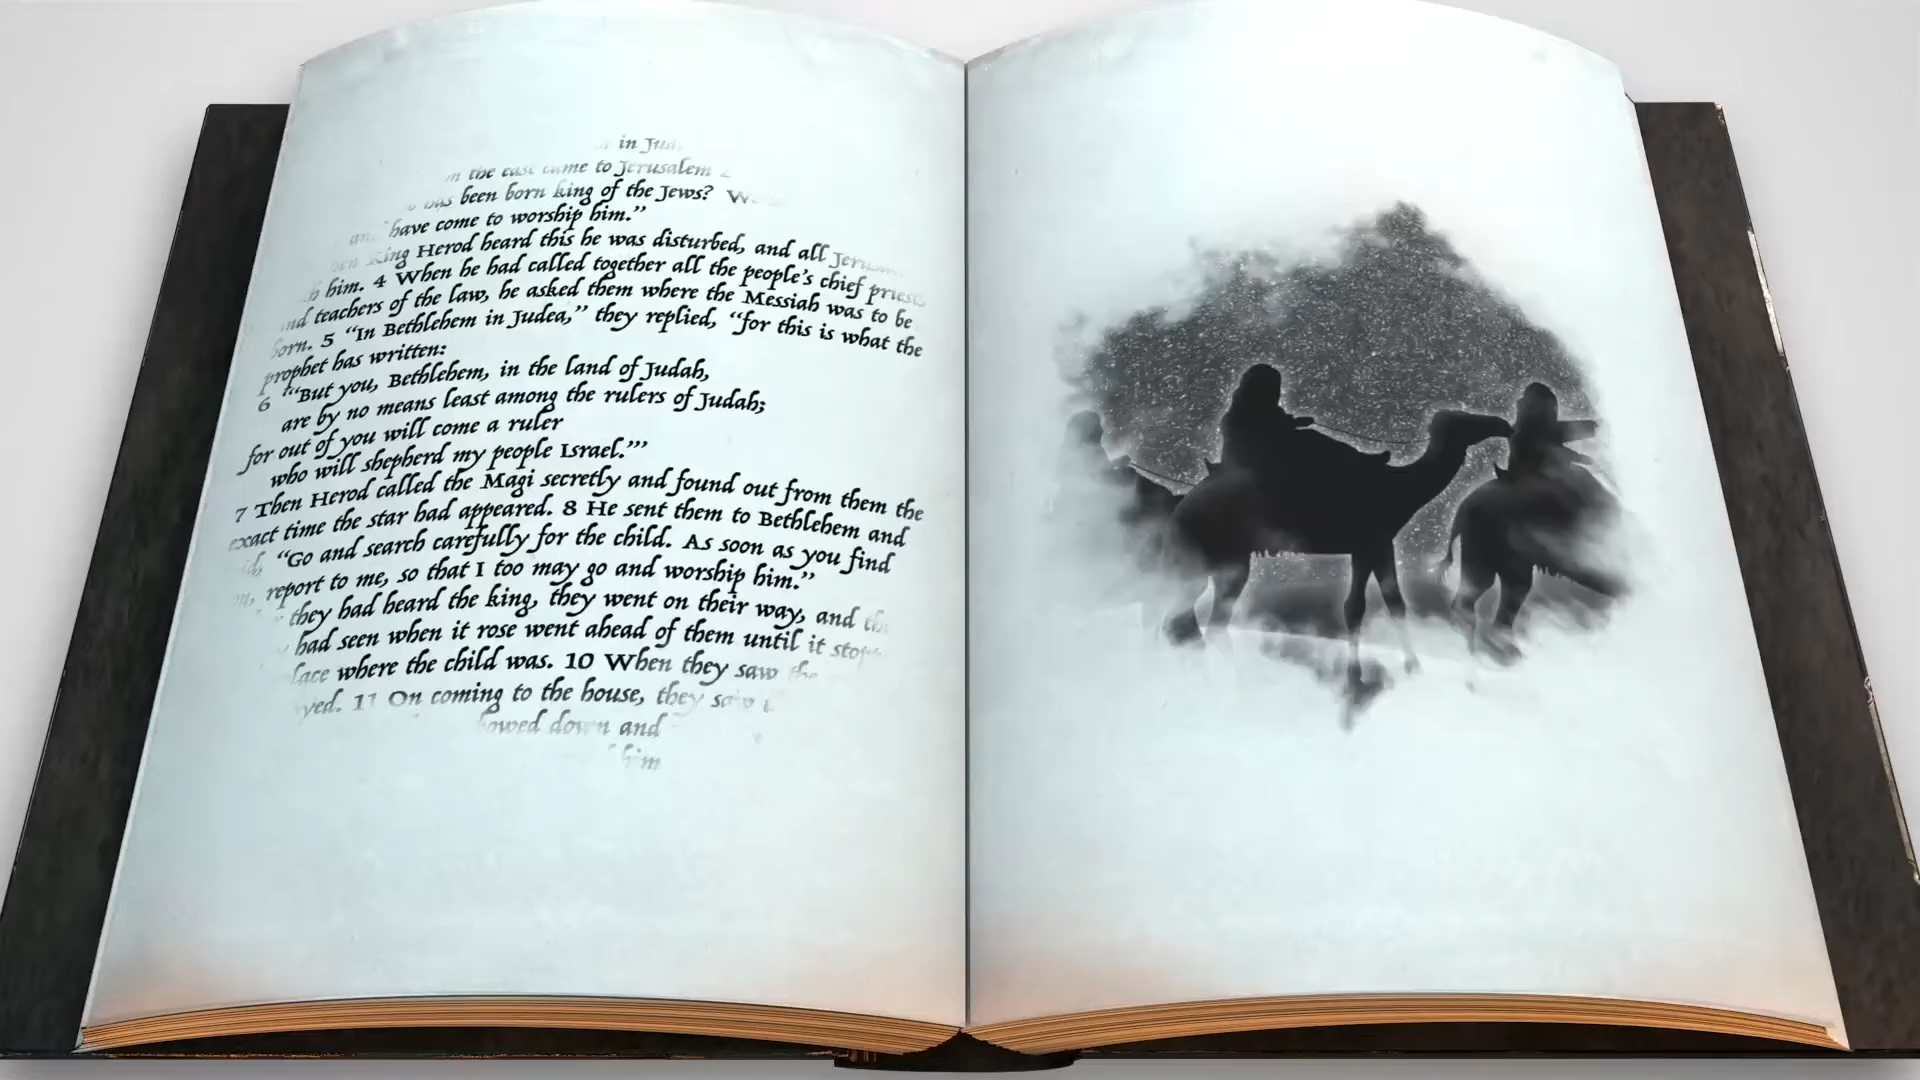 in
the east came to Jerusalem 2
has been born king of the Jews?
and have come to worship him.”
King Herod heard this he was disturbed, and all
him. 4 When he had called together all the people’s chief priests
and teachers of the law, he asked them where the Messiah was to be
born. 5 “In Bethlehem in Judea,” they replied, “for this is what the
prophet has written:
6 “‘But you, Bethlehem, in the land of Judah,
are by no means least among the rulers of Judah;
for out of you will come a ruler
who will shepherd my people Israel.’”
7 Then Herod called the Magi secretly and found out from them the
exact time the star had appeared. 8 He sent them to Bethlehem and
“Go and search carefully for the child. As soon as you find
report to me, so that I too may go and worship him.”
they had heard the king, they went on their way, and
had seen when it rose went ahead of them until it
where the child was. 10 When they saw the
11 On coming to the house, they saw
bowed down and
him